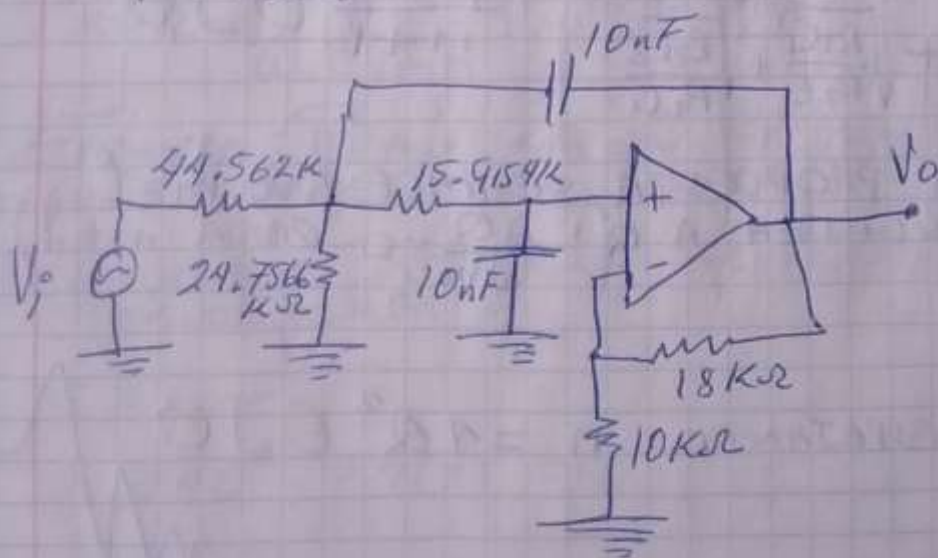 10nF
44.562K
15.9154K
Vo
+
Vi
24.7566
KΩ
10nF
-
18KΩ
10KΩ